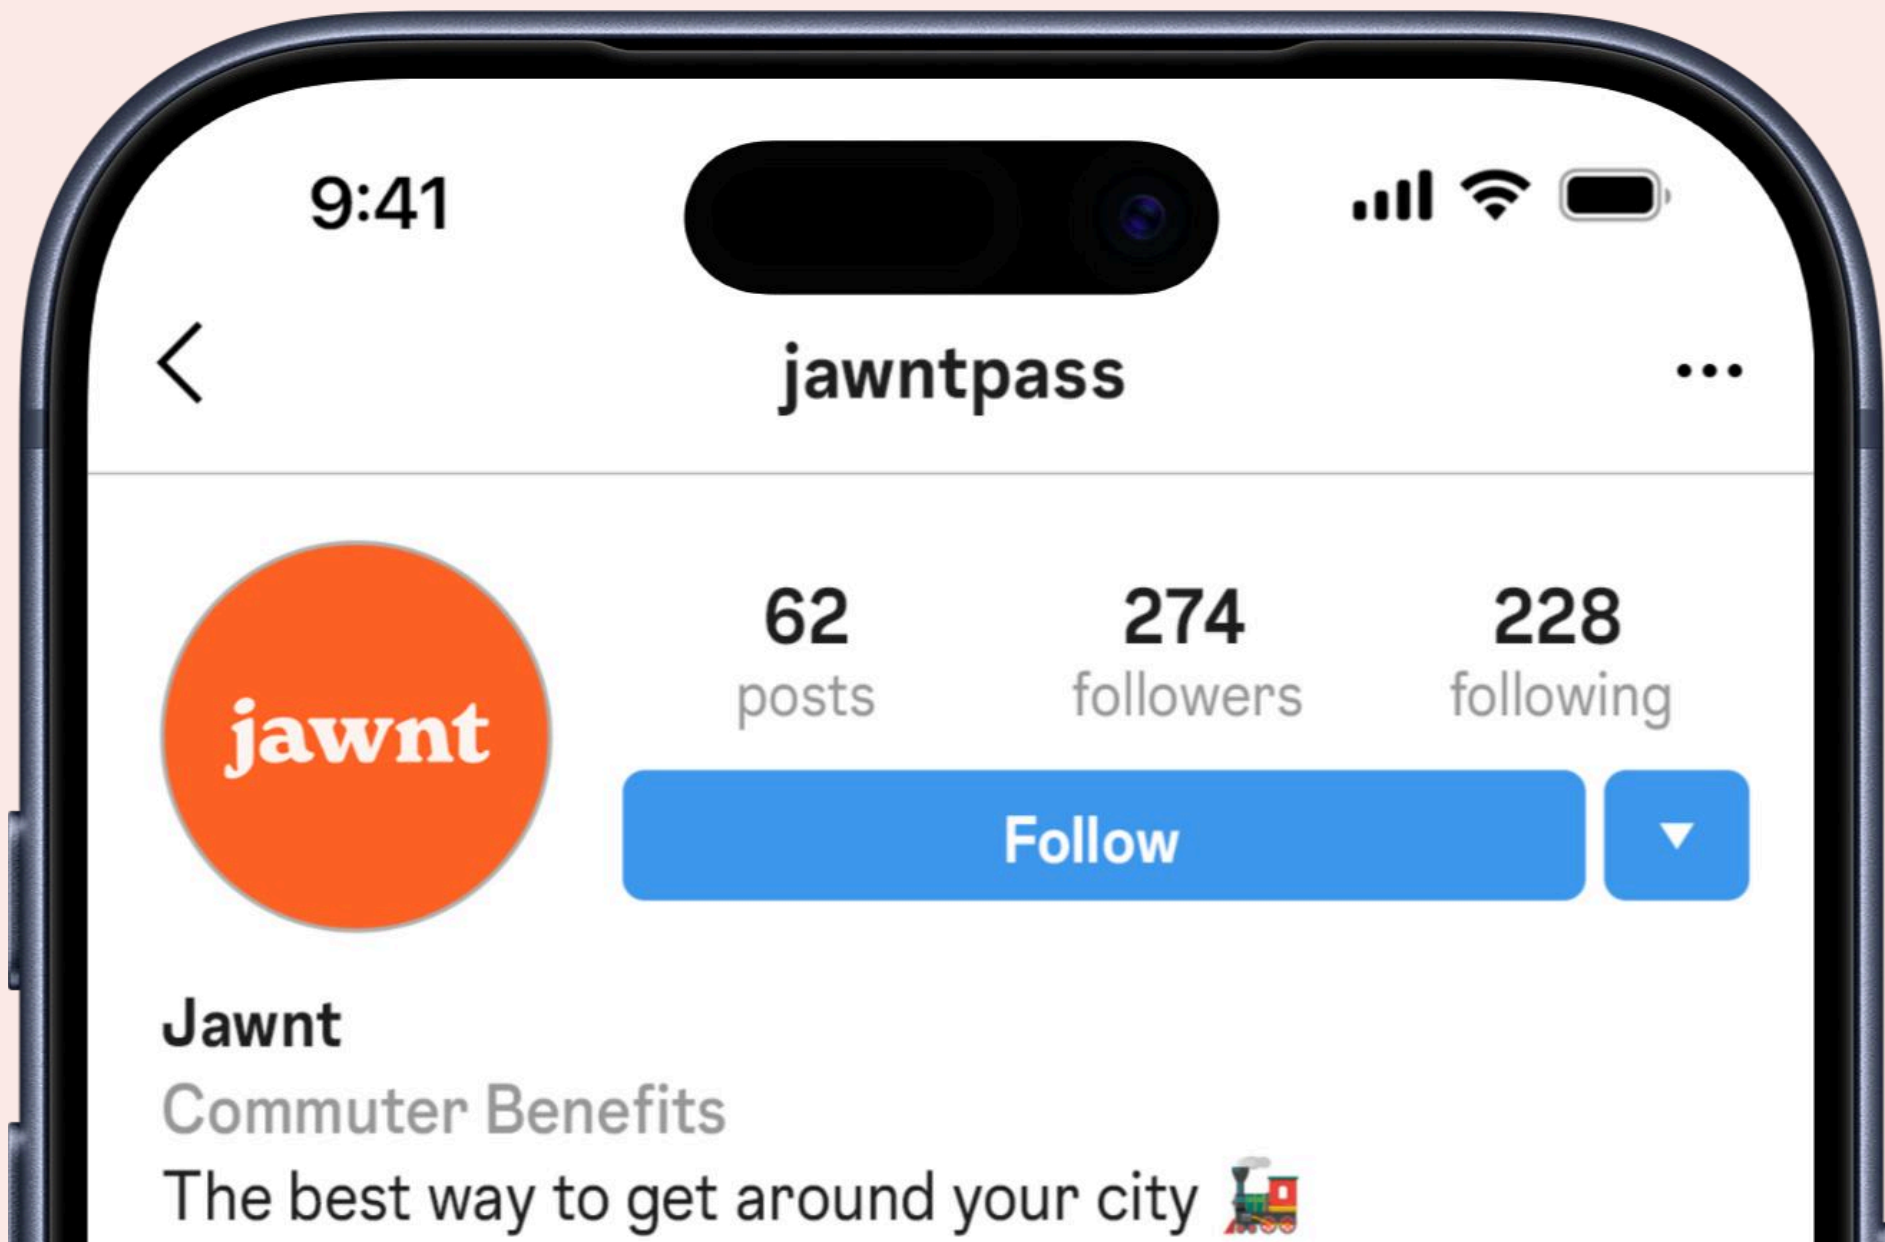 9:41
jawntpass
jawnt
62 274 228
posts followers following
Follow
Jawnt
Commuter Benefits
The best way to get around your city 🚂